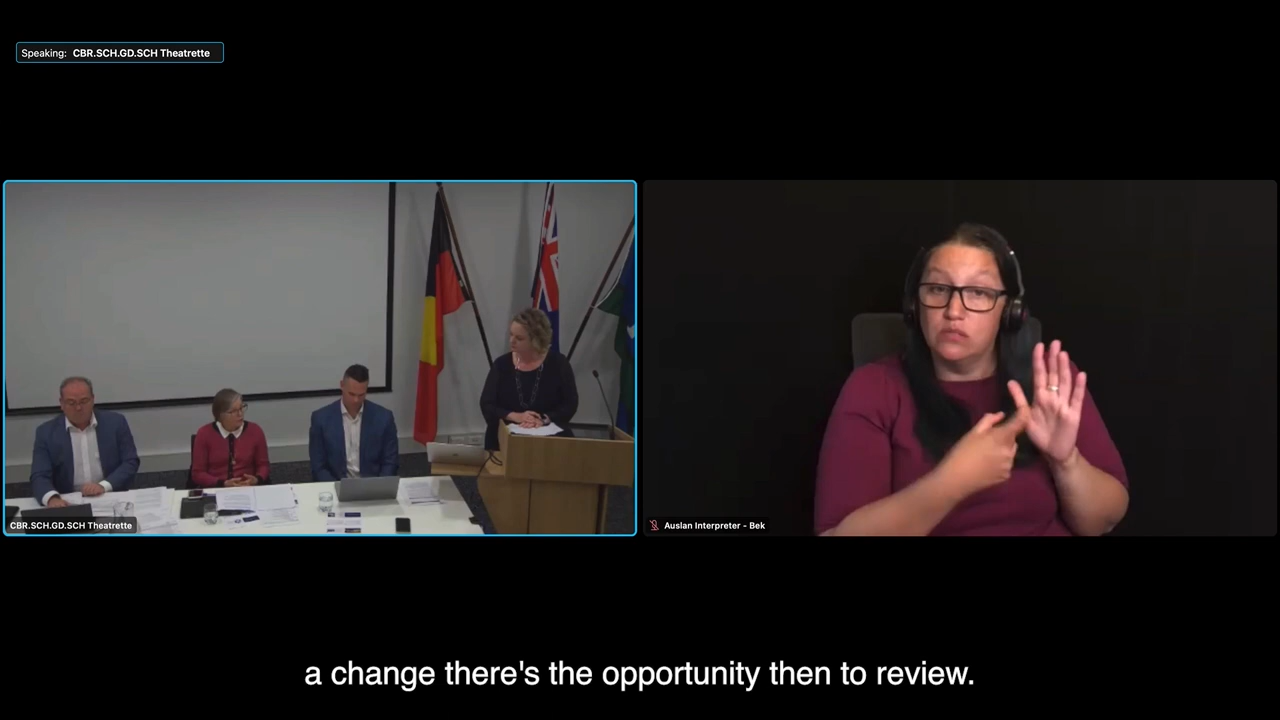 Speaking: CBR.SCH.GD.SCH Theatrette
CBR.SCH.GD.SCH Theatrette
Auslan Interpreter - Bek
a change there's the opportunity then to review.